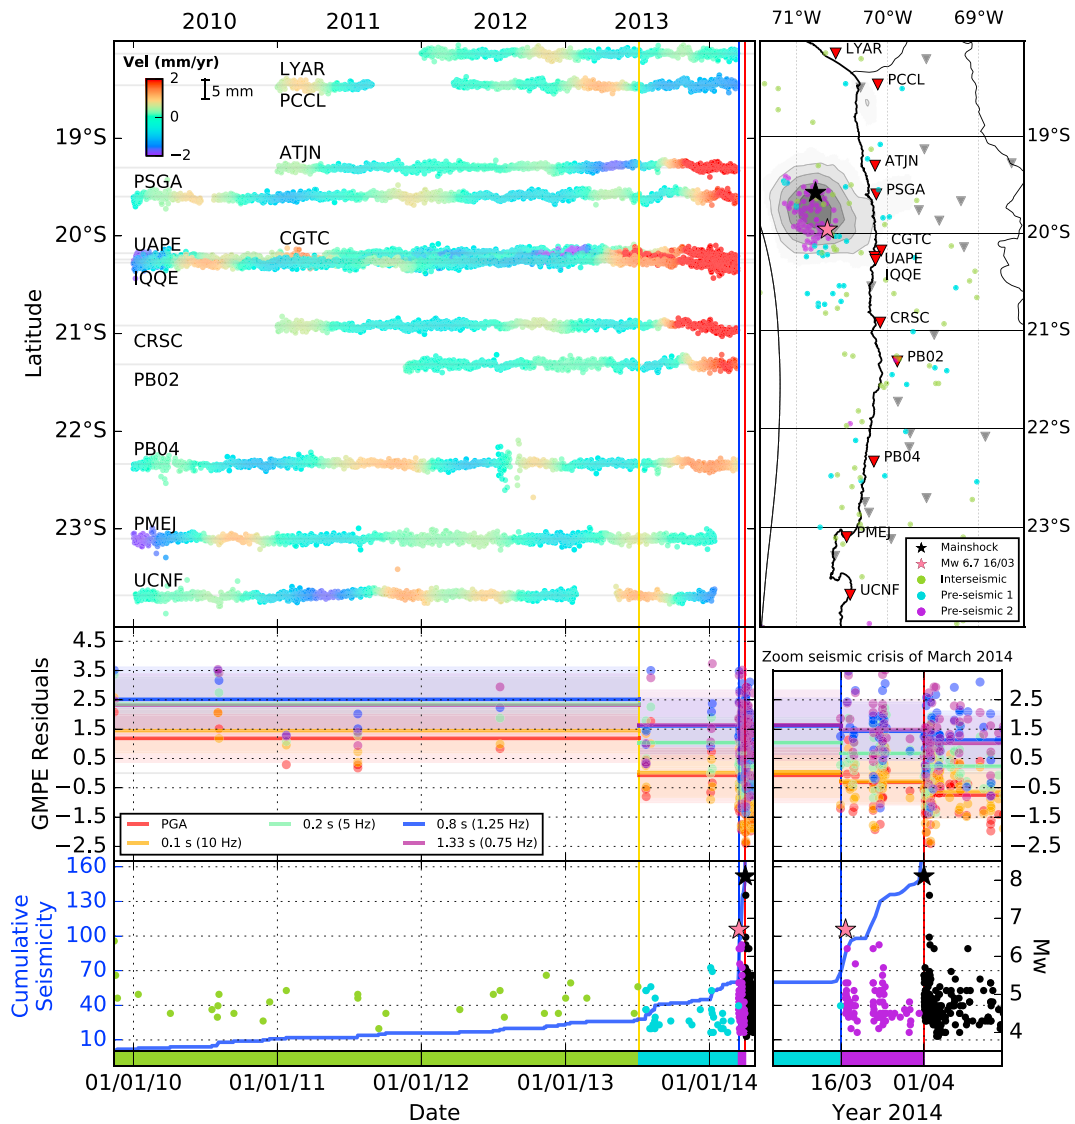 2010 2011 2012 2013
71°W 70°W 69°W
Vel (mm/yr)
2
0
−2
5 mm
LYAR
PCCL
ATJN
PSGA
UAPE
CGTC
IQQE
CRSC
PB02
PB04
PMEJ
UCNF
19°S
20°S
21°S
22°S
23°S
Latitude
LYAR
PCCL
ATJN
PSGA
CGTC
UAPE
IQQE
CRSC
PB02
PB04
PMEJ
UCNF
19°S
20°S
21°S
22°S
23°S
Mainshock
Mw 6.7 16/03
Interseismic
Pre-seismic 1
Pre-seismic 2
4.5
3.5
2.5
1.5
0.5
−0.5
−1.5
−2.5
GMPE Residuals
PGA
0.1 s (10 Hz)
0.2 s (5 Hz)
0.8 s (1.25 Hz)
1.33 s (0.75 Hz)
Zoom seismic crisis of March 2014
2.5
1.5
0.5
−0.5
−1.5
−2.5
160
130
100
70
40
10
Cumulative
Seismicity
8
7
6
5
4
Mw
01/01/10 01/01/11 01/01/12 01/01/13 01/01/14
Date
16/03 01/04
Year 2014